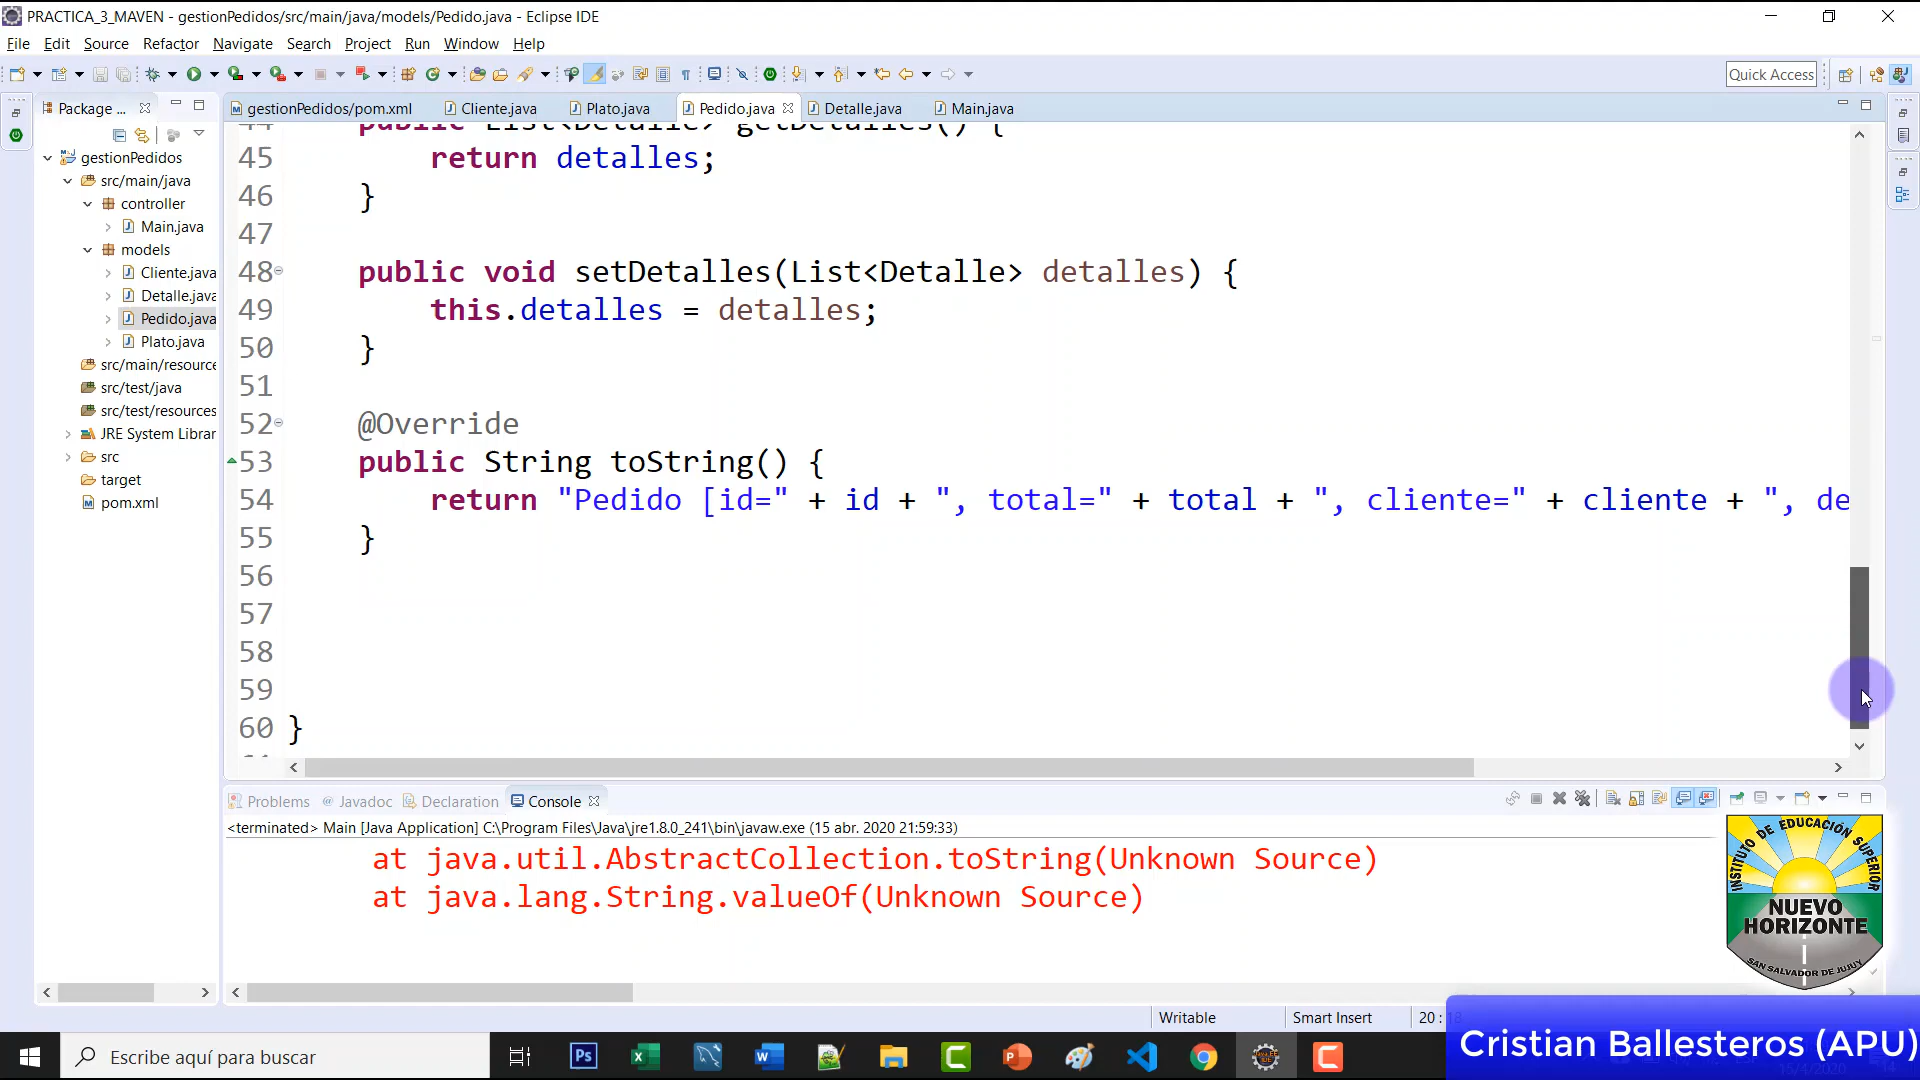 PRACTICA_3_MAVEN - gestionPedidos/src/main/java/models/Pedido.java - Eclipse IDE
File Edit Source Refactor Navigate Search Project Run Window Help
Quick Access
Package ...
gestionPedidos/pom.xml Cliente.java Plato.java Pedido.java Detalle.java Main.java
gestionPedidos
src/main/java
controller
Main.java
models
Cliente.java
Detalle.java
Pedido.java
Plato.java
src/main/resource
src/test/java
src/test/resources
JRE System Librar
src
target
pom.xml
44 public List<Detalle> getDetalles() {
45 return detalles;
46 }
47
48 public void setDetalles(List<Detalle> detalles) {
49 this.detalles = detalles;
50 }
51
52 @Override
53 public String toString() {
54 return "Pedido [id=" + id + ", total=" + total + ", cliente=" + cliente + ", de
55 }
56
57
58
59
60 }
Problems @ Javadoc Declaration Console
<terminated> Main [Java Application] C:\Program Files\Java\jre1.8.0_241\bin\javaw.exe (15 abr. 2020 21:59:33)
at java.util.AbstractCollection.toString(Unknown Source)
at java.lang.String.valueOf(Unknown Source)
INSTITUTO DE EDUCACIÓN SUPERIOR
NUEVO
HORIZONTE
SAN SALVADOR DE JUJUY
Writable Smart Insert 20 :
Escribe aquí para buscar
Cristian Ballesteros (APU)